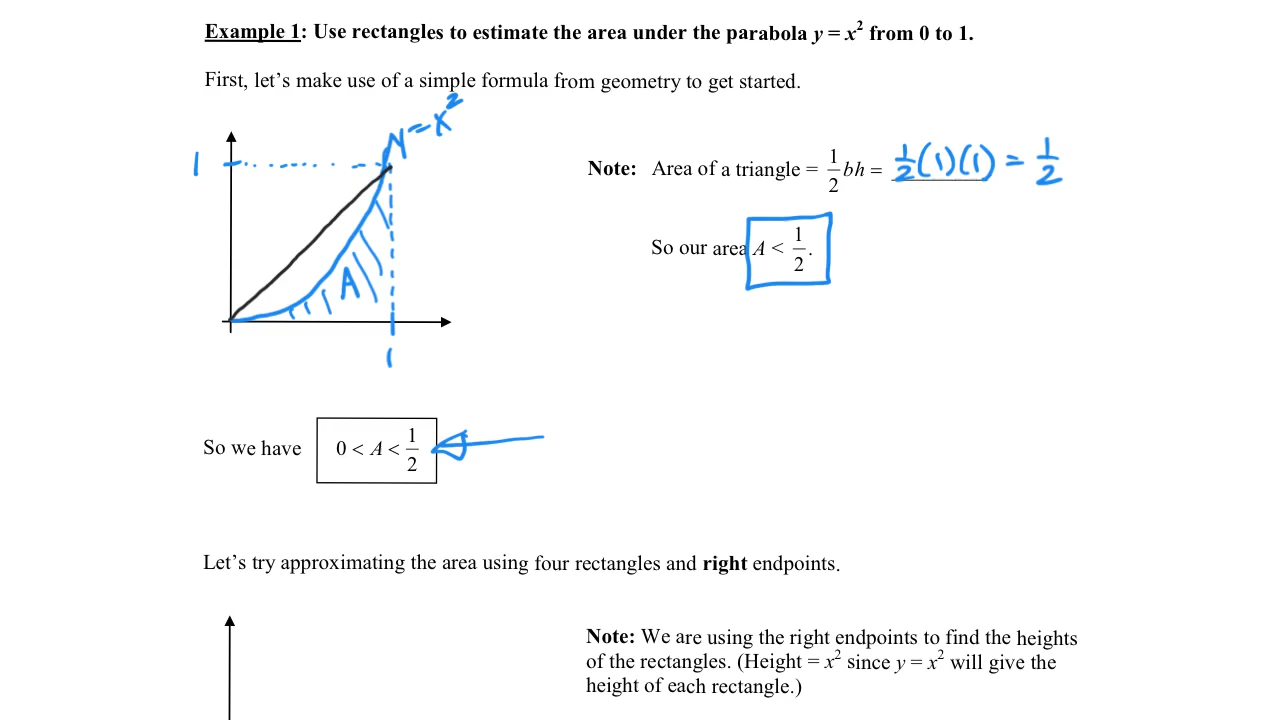 Example 1: Use rectangles to estimate the area under the parabola y = x² from 0 to 1.
First, let's make use of a simple formula from geometry to get started.
y = x²
1
Note: Area of a triangle = 1/2 bh = 1/2 (1)(1) = 1/2
So our area A < 1/2.
A
1
So we have 0 < A < 1/2
Let's try approximating the area using four rectangles and right endpoints.
Note: We are using the right endpoints to find the heights
of the rectangles. (Height = x² since y = x² will give the
height of each rectangle.)